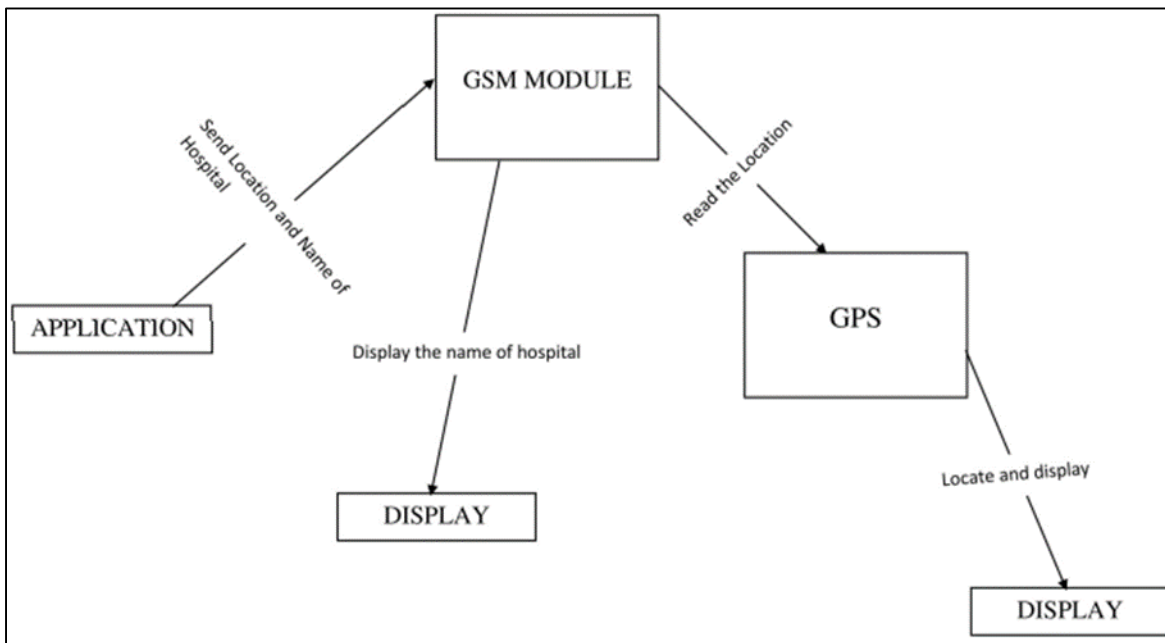 GSM MODULE
Send Location and Name of
Hospital
Read the Location
APPLICATION
GPS
Display the name of hospital
Locate and display
DISPLAY
DISPLAY